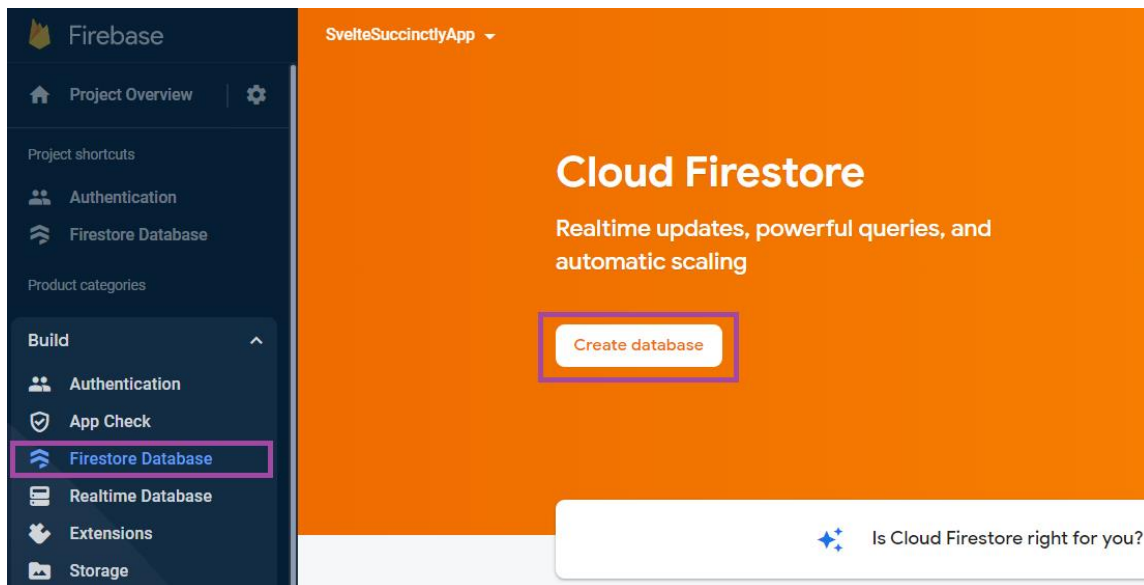 Firebase
Project Overview
Project shortcuts
Authentication
Firestore Database
Product categories
Build
Authentication
App Check
Firestore Database
Realtime Database
Extensions
Storage
SvelteSuccinctlyApp
Cloud Firestore
Realtime updates, powerful queries, and
automatic scaling
Create database
Is Cloud Firestore right for you?